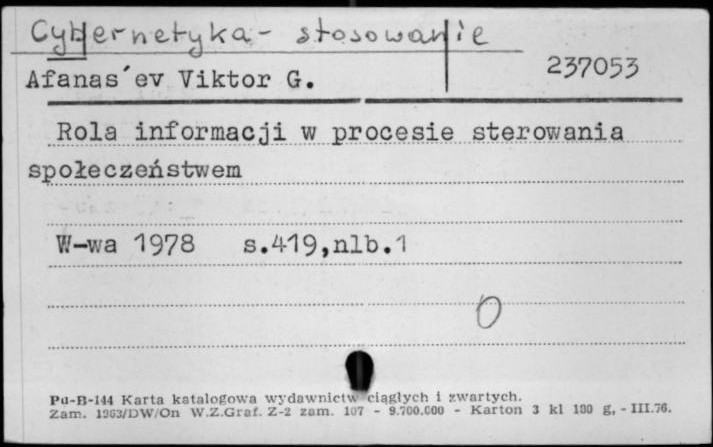 Cybernetyka - stosowanie
Afanas´ev Viktor G. 237053
Rola informacji w procesie sterowania
społeczeństwem
W-wa 1978 s.419,nlb.1
0
Pu-B-144 Karta katalogowa wydawnictw ciągłych i zwartych.
Zam. 1263/DW/On W.Z.Graf. Z-2 zam. 107 - 9.700.000 - Karton 3 kl 180 g, - III.76.